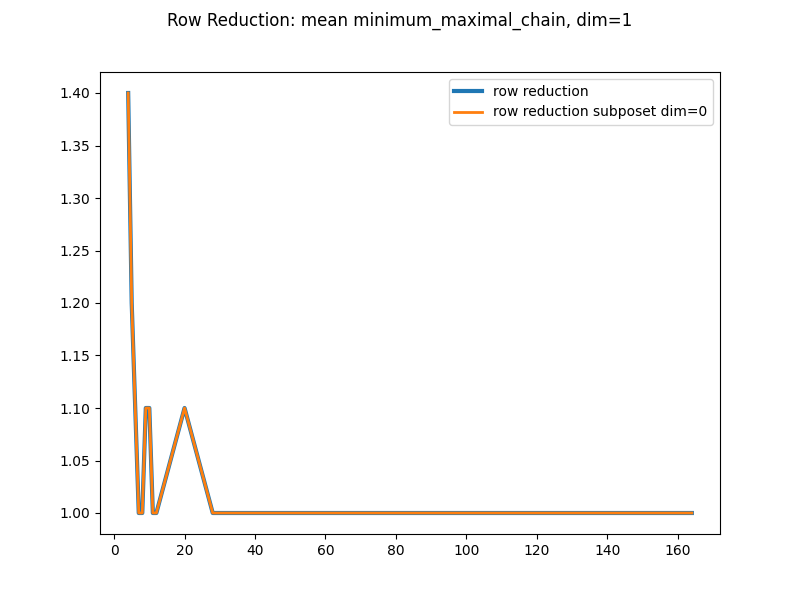 Row Reduction: mean minimum_maximal_chain, dim=1
row reduction
row reduction subposet dim=0
1.40
1.35
1.30
1.25
1.20
1.15
1.10
1.05
1.00
0 20 40 60 80 100 120 140 160